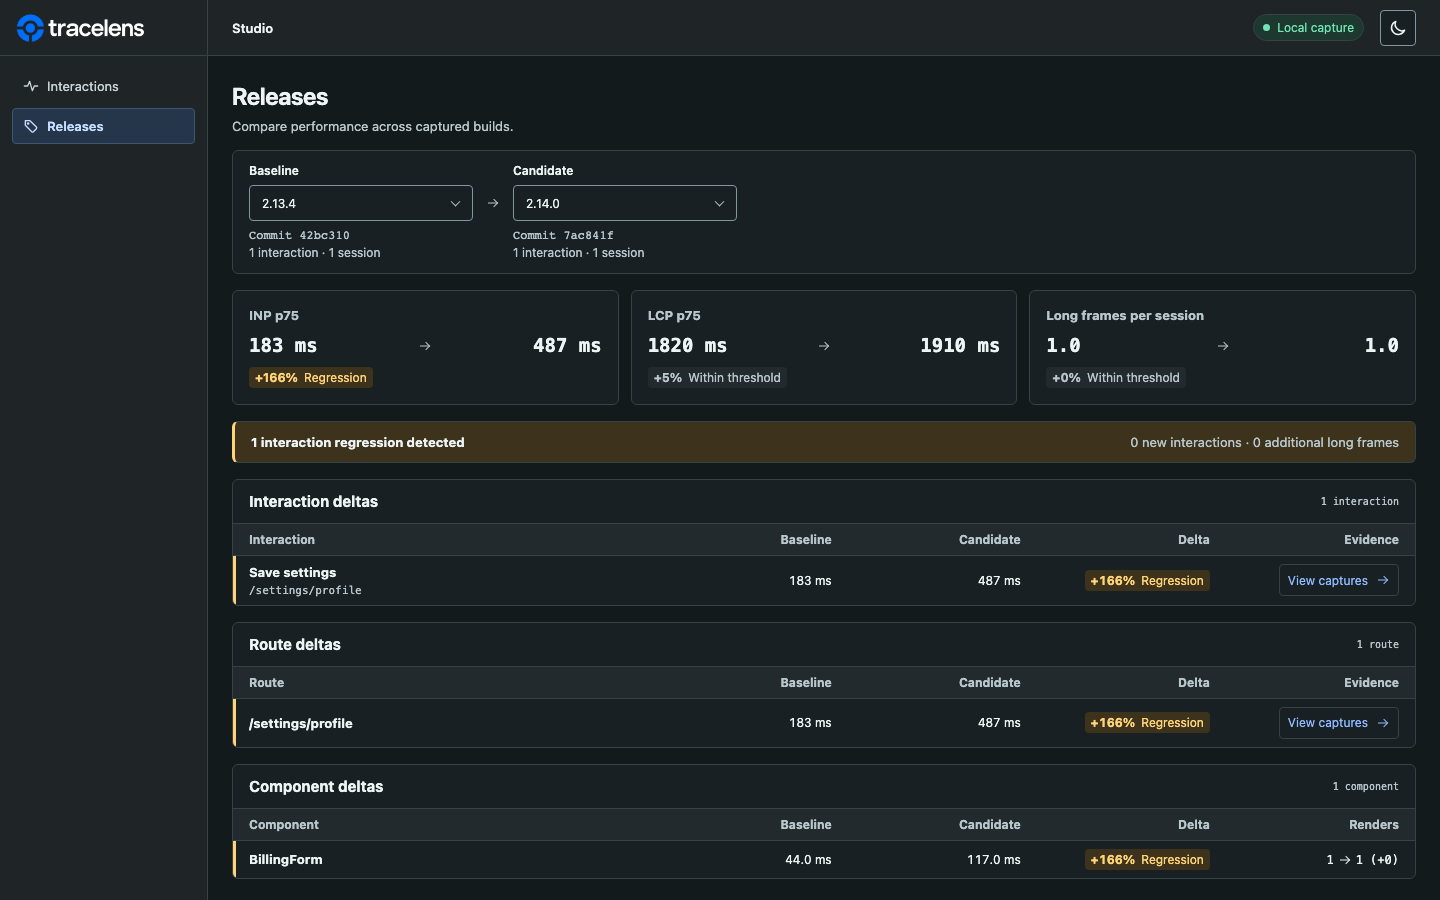 tracelens
Studio
Local capture
Interactions
Releases
Releases
Compare performance across captured builds.
Baseline
Candidate
2.13.4
→
2.14.0
Commit 42bc310
Commit 7ac841f
1 interaction · 1 session
1 interaction · 1 session
INP p75
183 ms → 487 ms
+166% Regression
LCP p75
1820 ms → 1910 ms
+5% Within threshold
Long frames per session
1.0 → 1.0
+0% Within threshold
1 interaction regression detected
0 new interactions · 0 additional long frames
Interaction deltas
1 interaction
Interaction Baseline Candidate Delta Evidence
Save settings
/settings/profile
183 ms 487 ms +166% Regression View captures →
Route deltas
1 route
Route Baseline Candidate Delta Evidence
/settings/profile 183 ms 487 ms +166% Regression View captures →
Component deltas
1 component
Component Baseline Candidate Delta Renders
BillingForm 44.0 ms 117.0 ms +166% Regression 1 → 1 (+0)